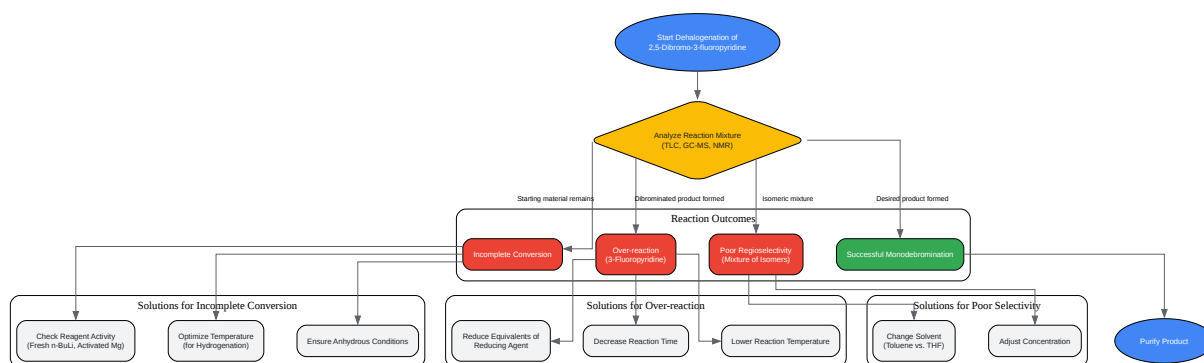 Start Dehalogenation of
2,5-Dibromo-3-fluoropyridine
Analyze Reaction Mixture
(TLC, GC-MS, NMR)
Starting material remains
Dibrominated product formed
Isomeric mixture
Desired product formed
Reaction Outcomes
Incomplete Conversion
Over-reaction
(3-Fluoropyridine)
Poor Regioselectivity
(Mixture of Isomers)
Successful Monodebromination
Solutions for Incomplete Conversion
Check Reagent Activity
(Fresh n-BuLi, Activated Mg)
Optimize Temperature
(for Hydrogenation)
Ensure Anhydrous Conditions
Solutions for Over-reaction
Reduce Equivalents of
Reducing Agent
Decrease Reaction Time
Lower Reaction Temperature
Solutions for Poor Selectivity
Change Solvent
(Toluene vs. THF)
Adjust Concentration
Purify Product